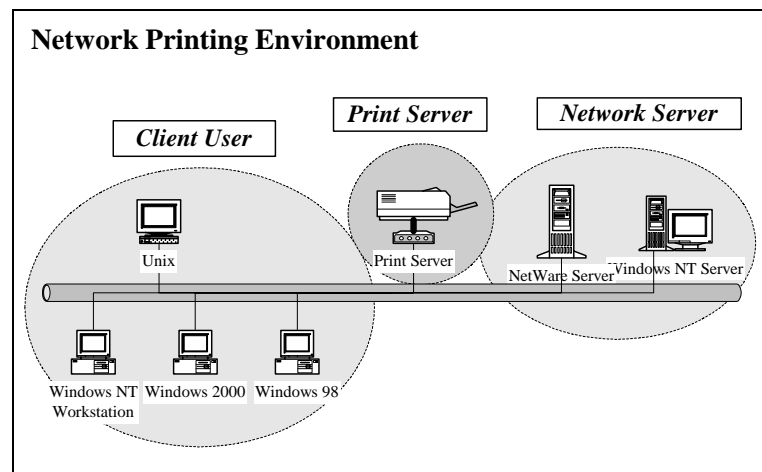 Network Printing Environment
Print Server
Network Server
Client User
Unix
Print Server
NetWare Server
Windows NT Server
Windows NT
Workstation
Windows 2000
Windows 98